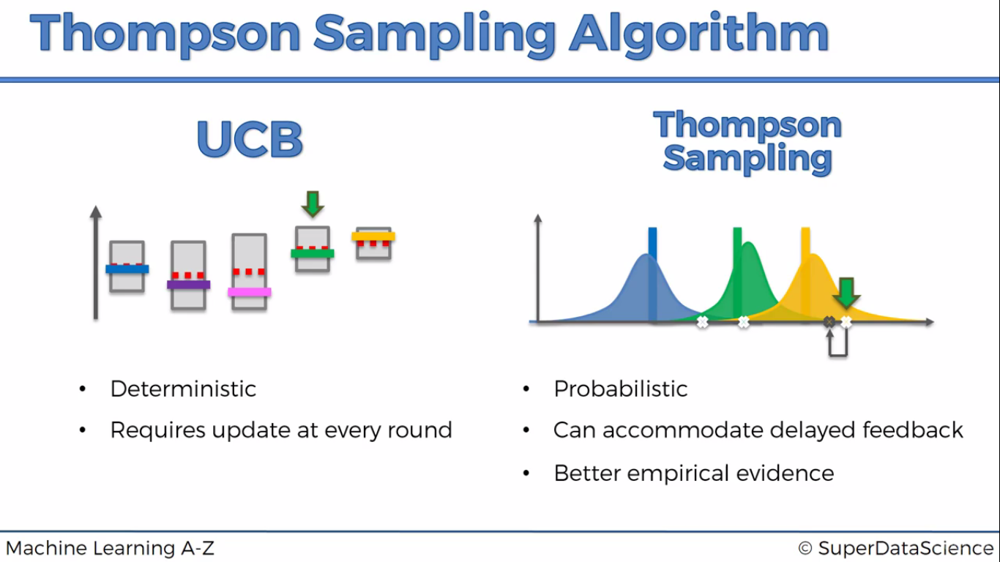 Thompson Sampling Algorithm
UCB
• Deterministic
• Requires update at every round
Thompson
Sampling
• Probabilistic
• Can accommodate delayed feedback
• Better empirical evidence
Machine Learning A-Z
© SuperDataScience